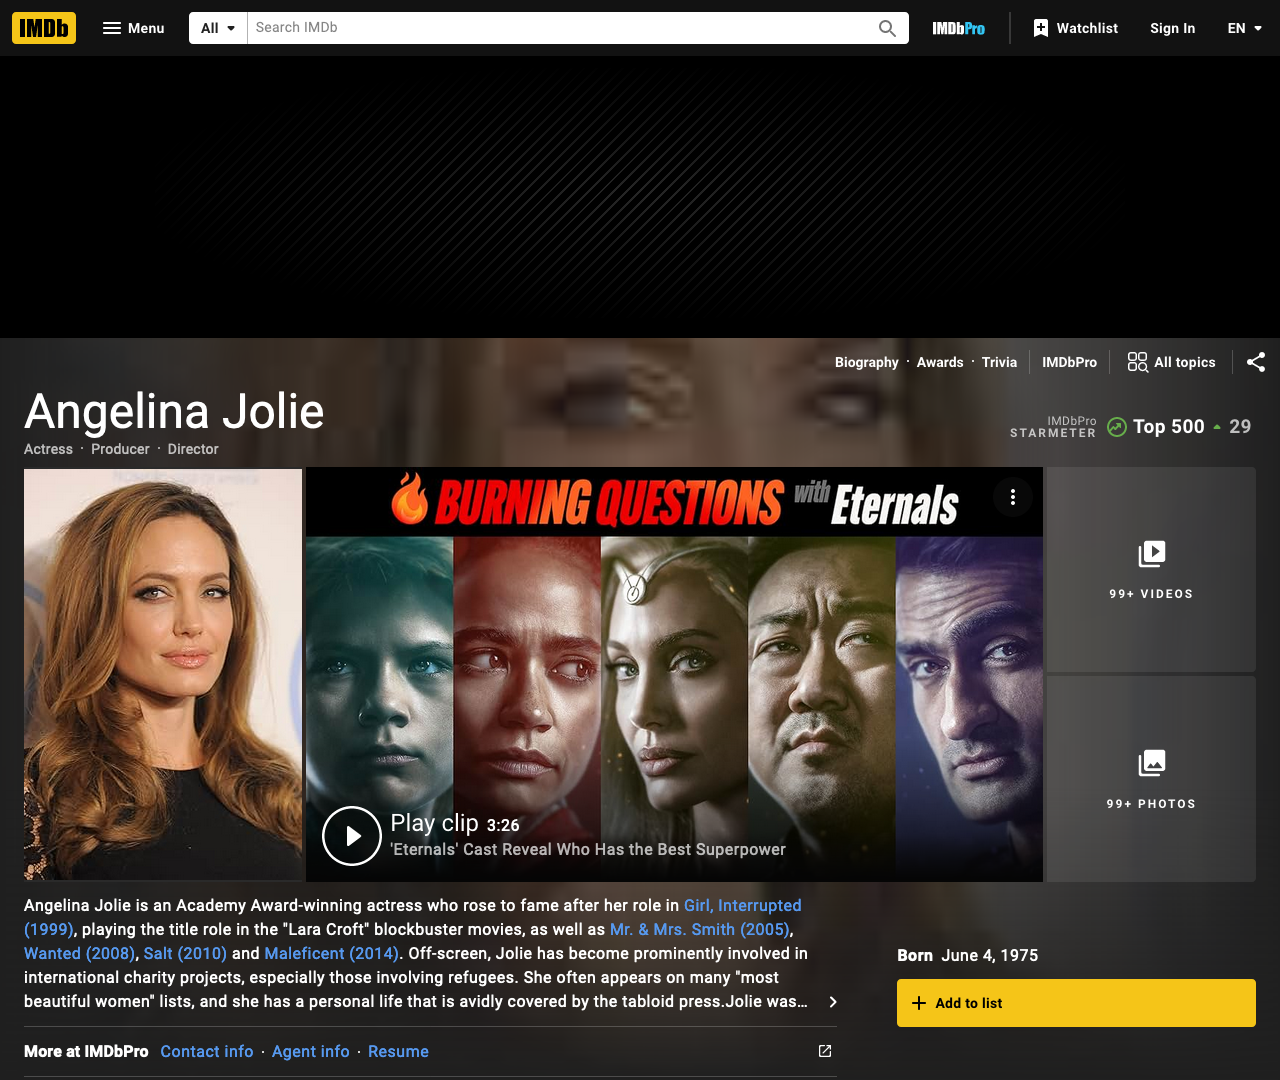 IMDb
Menu
All
Search IMDb
IMDbPro
Watchlist
Sign In
EN
Biography · Awards · Trivia
IMDbPro
All topics
Angelina Jolie
Actress · Producer · Director
IMDbPro
STARMETER
Top 500
29
BURNING QUESTIONS with Eternals
99+ VIDEOS
99+ PHOTOS
Play clip 3:26
'Eternals' Cast Reveal Who Has the Best Superpower
Angelina Jolie is an Academy Award-winning actress who rose to fame after her role in Girl, Interrupted
(1999), playing the title role in the "Lara Croft" blockbuster movies, as well as Mr. & Mrs. Smith (2005),
Wanted (2008), Salt (2010) and Maleficent (2014). Off-screen, Jolie has become prominently involved in
international charity projects, especially those involving refugees. She often appears on many "most
beautiful women" lists, and she has a personal life that is avidly covered by the tabloid press.Jolie was...
Born June 4, 1975
Add to list
More at IMDbPro Contact info · Agent info · Resume